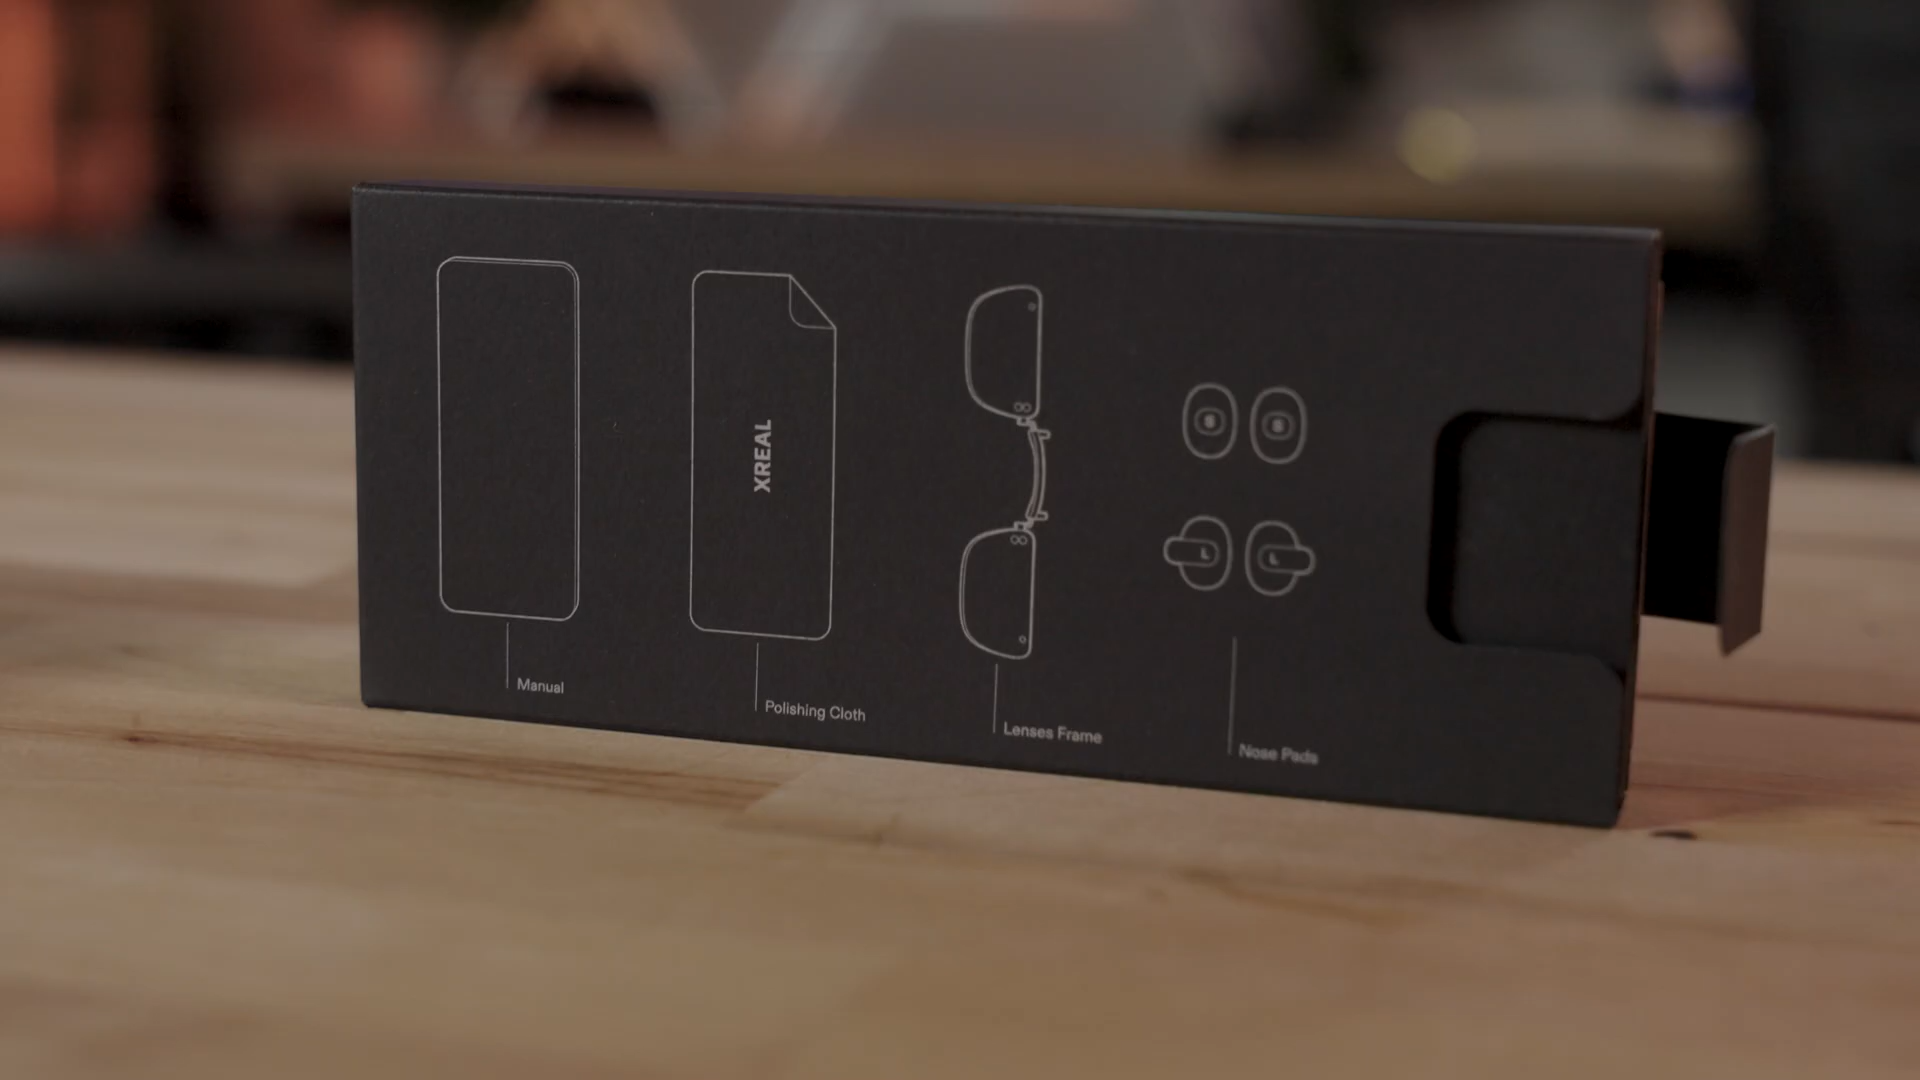 XREAL
S
S
L
L
Manual
Polishing Cloth
Lenses Frame
Nose Pads